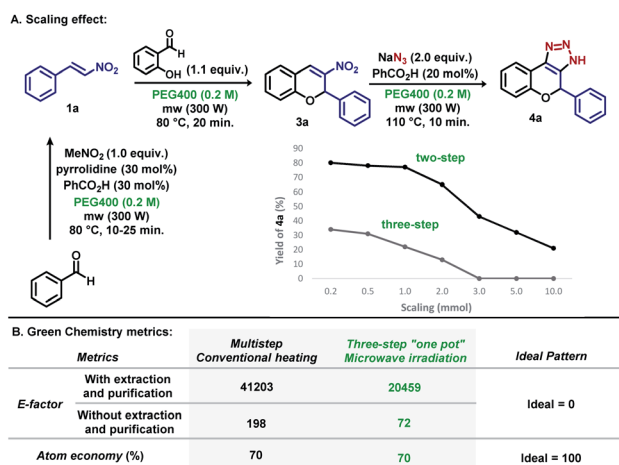 A. Scaling effect:
H
O
OH
(1.1 equiv.)
PEG400 (0.2 M)
mw (300 W)
80 °C, 20 min.
NO2
1a
NO2
O
3a
NaN3 (2.0 equiv.)
PhCO2H (20 mol%)
PEG400 (0.2 M)
mw (300 W)
110 °C, 10 min.
N=N
NH
O
4a
MeNO2 (1.0 equiv.)
pyrrolidine (30 mol%)
PhCO2H (30 mol%)
PEG400 (0.2 M)
mw (300 W)
80 °C, 10-25 min.
O
H
Yield of 4a (%)
90
80
70
60
50
40
30
20
10
0
two-step
three-step
0.2 0.5 1.0 2.0 3.0 5.0 10.0
Scaling (mmol)
B. Green Chemistry metrics:
Metrics
Multistep
Conventional heating
Three-step "one pot"
Microwave irradiation
Ideal Pattern
E-factor
With extraction
and purification
41203
20459
Ideal = 0
Without extraction
and purification
198
72
Atom economy (%)
70
70
Ideal = 100